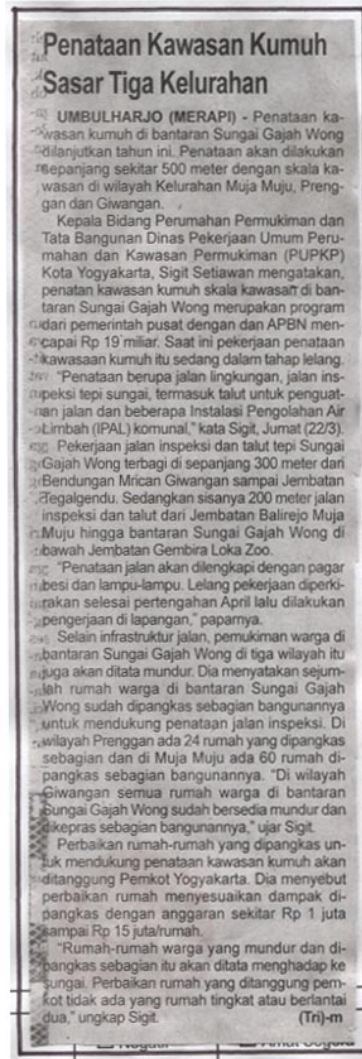 Penataan Kawasan Kumuh
Sasar Tiga Kelurahan
UMBULHARJO (MERAPI) - Penataan ka-
wasan kumuh di bantaran Sungai Gajah Wong
dilanjutkan tahun ini. Penataan akan dilakukan
sepanjang sekitar 500 meter dengan skala ka-
wasan di wilayah Kelurahan Muja Muju, Preng-
gan dan Giwangan.
Kepala Bidang Perumahan Permukiman dan
Tata Bangunan Dinas Pekerjaan Umum Peru-
mahan dan Kawasan Permukiman (PUPKP)
Kota Yogyakarta, Sigit Setiawan mengatakan,
penatan kawasan kumuh skala kawasan di ban-
taran Sungai Gajah Wong merupakan program
dari pemerintah pusat dengan dan APBN men-
capai Rp 19 miliar. Saat ini pekerjaan penataan
kawasaan kumuh itu sedang dalam tahap lelang.
"Penataan berupa jalan lingkungan, jalan ins-
peksi tepi sungai, termasuk talut untuk penguat-
an jalan dan beberapa Instalasi Pengolahan Air
Limbah (IPAL) komunal," kata Sigit, Jumat (22/3).
Pekerjaan jalan inspeksi dan talut tepi Sungai
Gajah Wong terbagi di sepanjang 300 meter dari
Bendungan Mrican Giwangan sampai Jembatan
Tegalgendu. Sedangkan sisanya 200 meter jalan
inspeksi dan talut dari Jembatan Balirejo Muja
Muju hingga bantaran Sungai Gajah Wong di
bawah Jembatan Gembira Loka Zoo.
"Penataan jalan akan dilengkapi dengan pagar
besi dan lampu-lampu. Lelang pekerjaan diperki-
rakan selesai pertengahan April lalu dilakukan
pengerjaan di lapangan," paparnya.
Selain infrastruktur jalan, pemukiman warga di
bantaran Sungai Gajah Wong di tiga wilayah itu
juga akan ditata mundur. Dia menyatakan sejum-
lah rumah warga di bantaran Sungai Gajah
Wong sudah dipangkas sebagian bangunannya
untuk mendukung penataan jalan inspeksi. Di
wilayah Prenggan ada 24 rumah yang dipangkas
sebagian dan di Muja Muju ada 60 rumah di-
pangkas sebagian bangunannya. "Di wilayah
Giwangan semua rumah warga di bantaran
Sungai Gajah Wong sudah bersedia mundur dan
dikepras sebagian bangunannya," ujar Sigit.
Perbaikan rumah-rumah yang dipangkas un-
tuk mendukung penataan kawasan kumuh akan
ditanggung Pemkot Yogyakarta. Dia menyebut
perbaikan rumah menyesuaikan dampak di-
pangkas dengan anggaran sekitar Rp 1 juta
sampai Rp 15 juta/rumah.
"Rumah-rumah warga yang mundur dan di-
pangkas sebagian itu akan ditata menghadap ke
sungai. Perbaikan rumah yang ditanggung pem-
kot tidak ada yang rumah tingkat atau berlantai
dua," ungkap Sigit. (Tri)-m